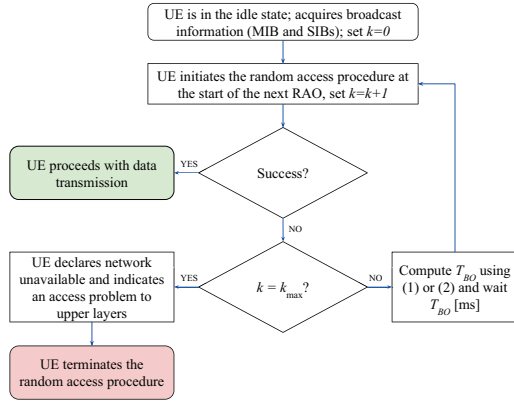 UE is in the idle state; acquires broadcast
information (MIB and SIBs); set k=0
UE initiates the random access procedure at
the start of the next RAO, set k=k+1
UE proceeds with data
transmission
YES
Success?
NO
UE declares network
unavailable and indicates
an access problem to
upper layers
YES
k = kmax?
NO
Compute TBO using
(1) or (2) and wait
TBO [ms]
UE terminates the
random access procedure